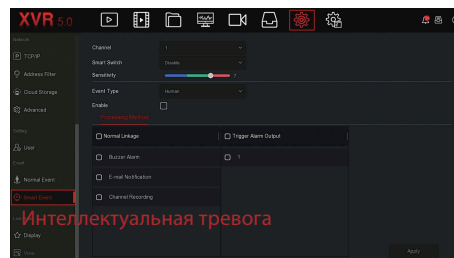 XVR 5.0
Network
TCP/IP
Address Filter
Cloud Storage
Advanced
Setting
User
Event
Normal Event
Smart Event
Display
Channel 1
Smart Switch Disable
Sensitivity 7
Event Type Human
Enable
Processing Method
Normal Linkage
Trigger Alarm Output
Buzzer Alarm
1
E-mail Notification
Channel Recording
Интеллектуальная тревога
Apply